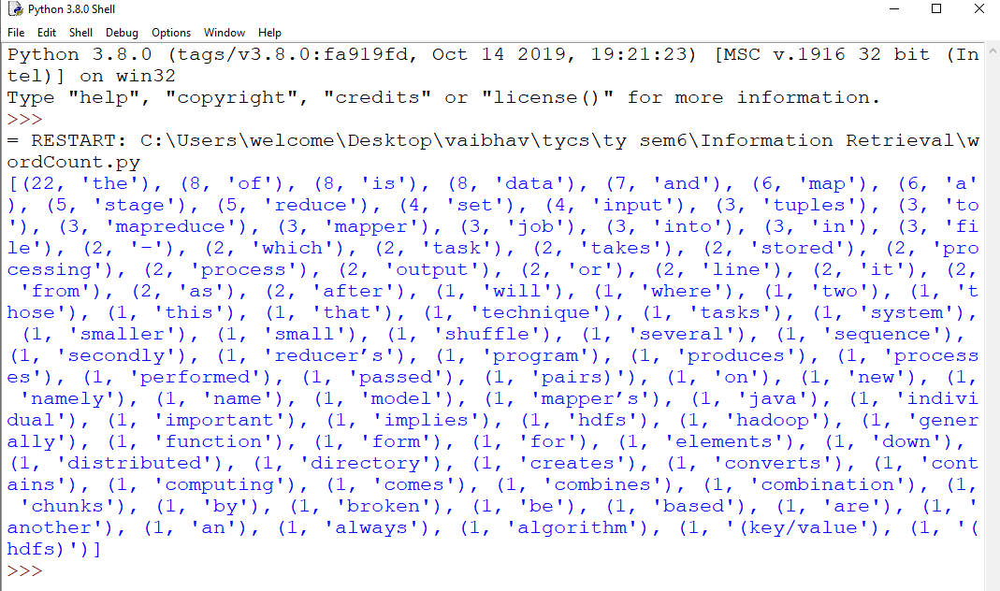 Python 3.8.0 Shell
File Edit Shell Debug Options Window Help
Python 3.8.0 (tags/v3.8.0:fa919fd, Oct 14 2019, 19:21:23) [MSC v.1916 32 bit (In
tel)] on win32
Type "help", "copyright", "credits" or "license()" for more information.
>>>
= RESTART: C:\Users\welcome\Desktop\vaibhav\tycs\ty sem6\Information Retrieval\w
ordCount.py
[(22, 'the'), (8, 'of'), (8, 'is'), (8, 'data'), (7, 'and'), (6, 'map'), (6, 'a'
), (5, 'stage'), (5, 'reduce'), (4, 'set'), (4, 'input'), (3, 'tuples'), (3, 'to
'), (3, 'mapreduce'), (3, 'mapper'), (3, 'job'), (3, 'into'), (3, 'in'), (3, 'fi
le'), (2, '−'), (2, 'which'), (2, 'task'), (2, 'takes'), (2, 'stored'), (2, 'pro
cessing'), (2, 'process'), (2, 'output'), (2, 'or'), (2, 'line'), (2, 'it'), (2,
 'from'), (2, 'as'), (2, 'after'), (1, 'will'), (1, 'where'), (1, 'two'), (1, 't
hose'), (1, 'this'), (1, 'that'), (1, 'technique'), (1, 'tasks'), (1, 'system'),
 (1, 'smaller'), (1, 'small'), (1, 'shuffle'), (1, 'several'), (1, 'sequence'),
(1, 'secondly'), (1, 'reducer’s'), (1, 'program'), (1, 'produces'), (1, 'process
es'), (1, 'performed'), (1, 'passed'), (1, 'pairs)'), (1, 'on'), (1, 'new'), (1,
 'namely'), (1, 'name'), (1, 'model'), (1, 'mapper’s'), (1, 'java'), (1, 'indivi
dual'), (1, 'important'), (1, 'implies'), (1, 'hdfs'), (1, 'hadoop'), (1, 'gener
ally'), (1, 'function'), (1, 'form'), (1, 'for'), (1, 'elements'), (1, 'down'),
(1, 'distributed'), (1, 'directory'), (1, 'creates'), (1, 'converts'), (1, 'cont
ains'), (1, 'computing'), (1, 'comes'), (1, 'combines'), (1, 'combination'), (1,
 'chunks'), (1, 'by'), (1, 'broken'), (1, 'be'), (1, 'based'), (1, 'are'), (1, '
another'), (1, 'an'), (1, 'always'), (1, 'algorithm'), (1, '(key/value'), (1, '(
hdfs)')]
>>>